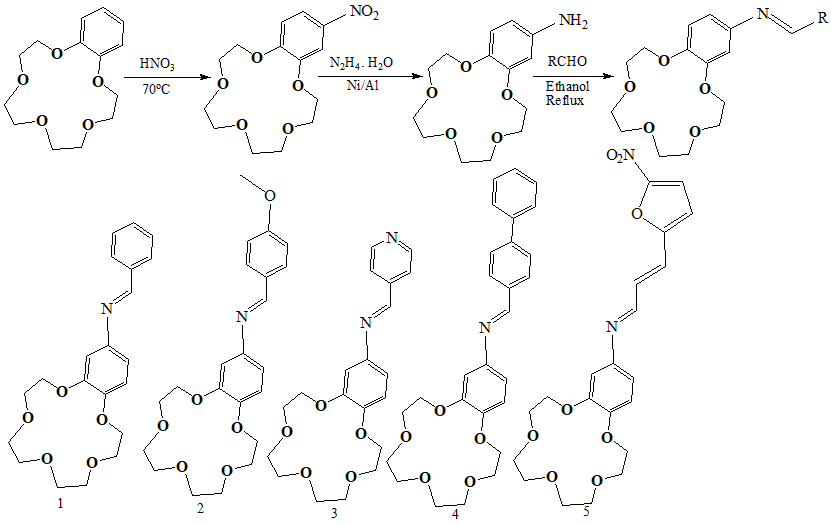 HNO₃
70ºC
NO₂
N₂H₄ . H₂O
Ni/Al
NH₂
RCHO
Ethanol
Reflux
N R
O O O O O
O O O O O
O O O O O
O O O O O
O₂N
O
O
N
N
N
N
N
N
O O O O O
O O O O O
O O O O O
O O O O O
O O O O O
1
2
3
4
5